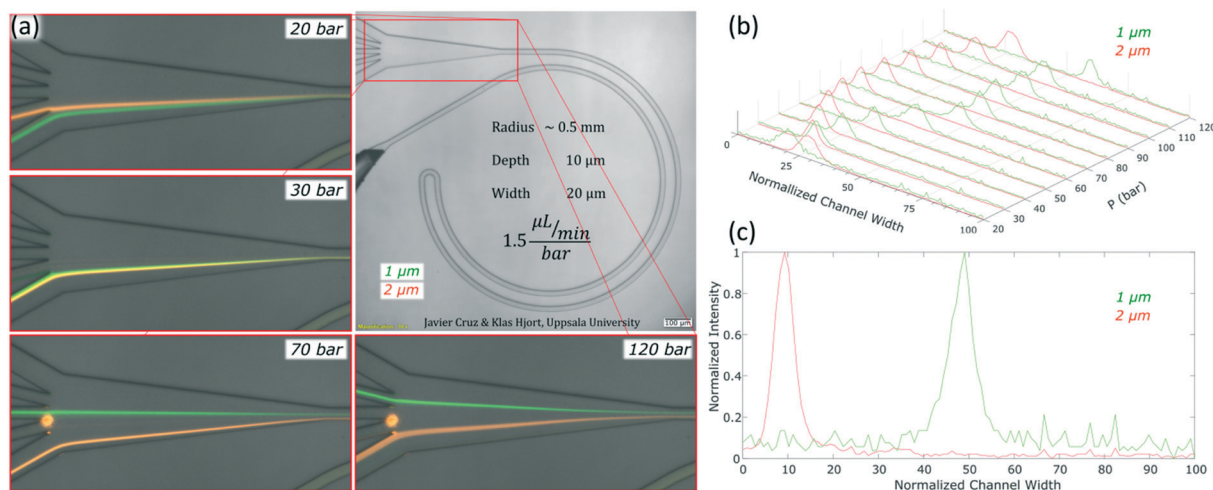 (a)
20 bar
30 bar
70 bar
120 bar
Radius ~ 0.5 mm
Depth 10 µm
Width 20 µm
1.5 µL/min
bar
1 µm
2 µm
Javier Cruz & Klas Hjort, Uppsala University
100 µm
(b)
1 µm
2 µm
0
25
50
75
100
Normallized Channel Width
20
30
40
50
60
70
80
90
100
110
120
P (bar)
(c)
1 µm
2 µm
Normalized Intensity
1
0.8
0.6
0.4
0.2
0
0 10 20 30 40 50 60 70 80 90 100
Normalized Channel Width